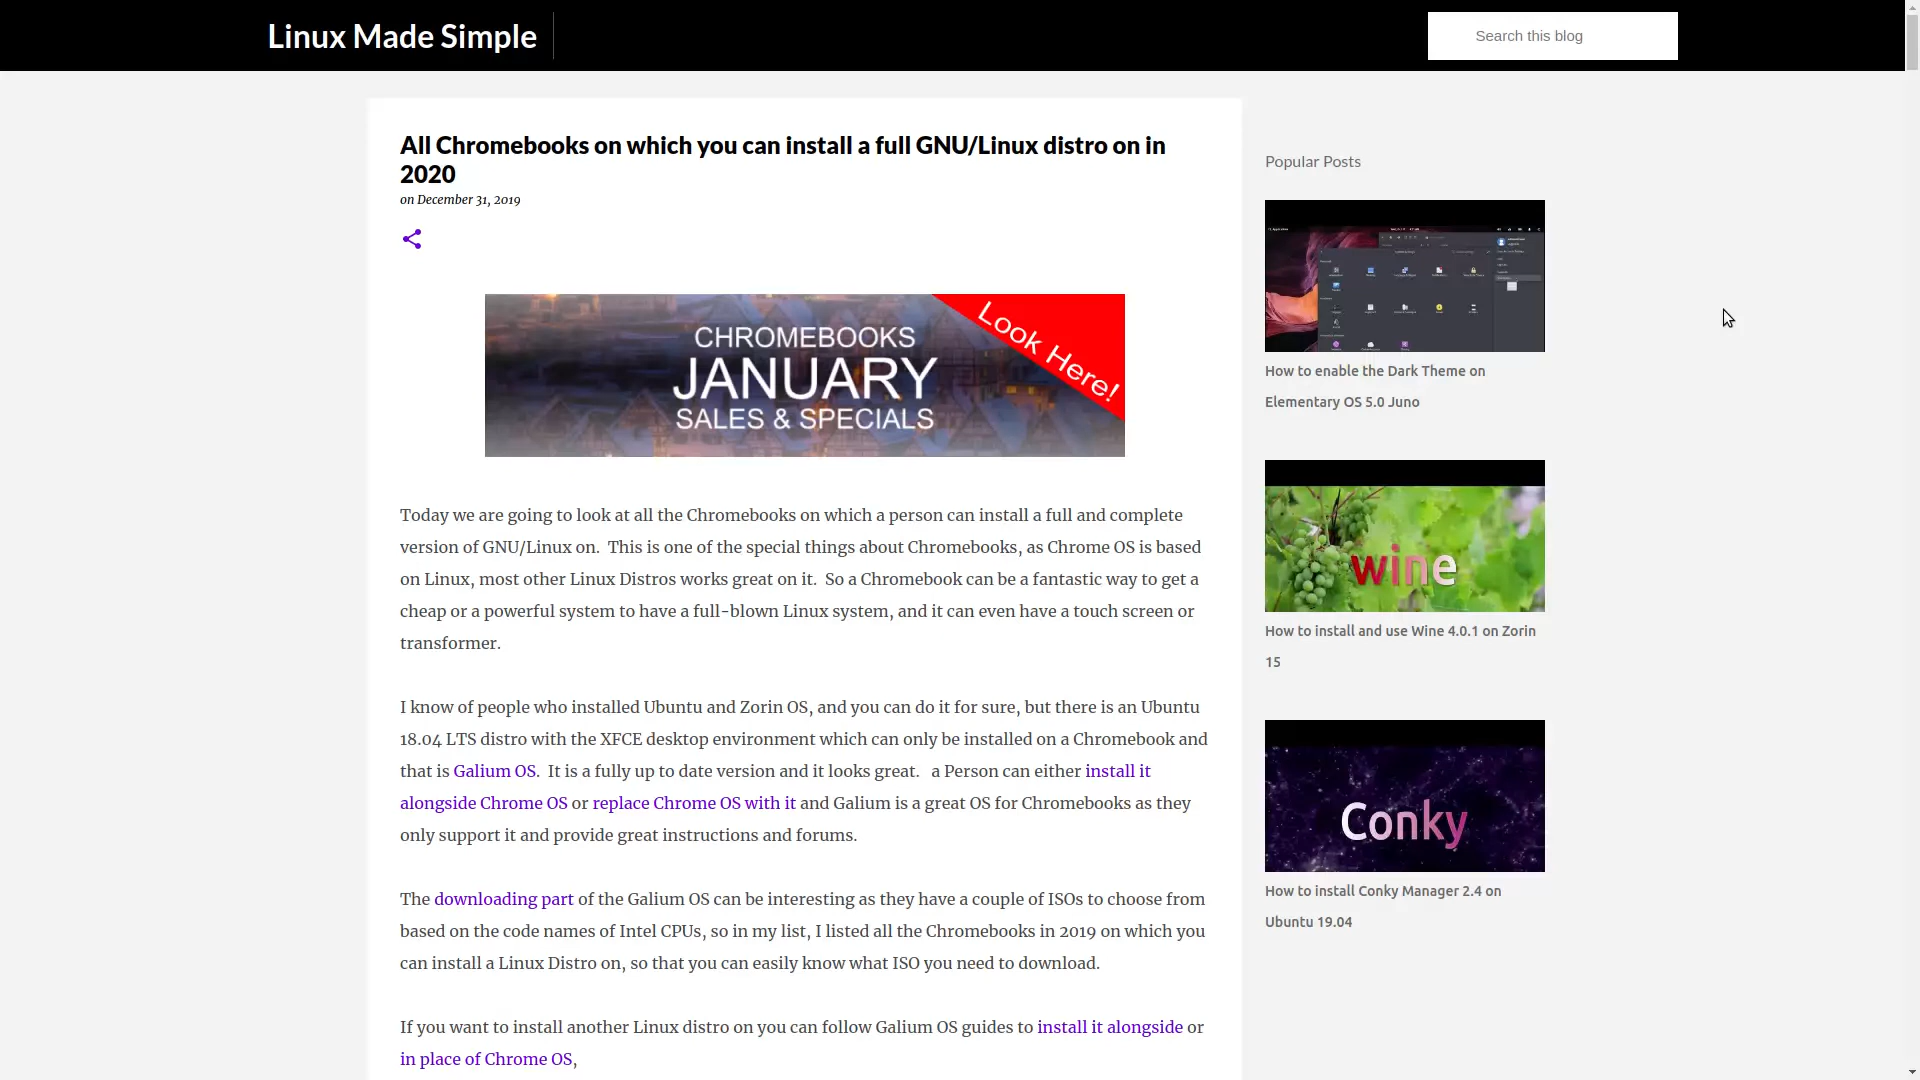 Linux Made Simple
Search this blog
All Chromebooks on which you can install a full GNU/Linux distro on in
2020
on December 31, 2019
CHROMEBOOKS
JANUARY
SALES & SPECIALS
Look Here!
Today we are going to look at all the Chromebooks on which a person can install a full and complete
version of GNU/Linux on.  This is one of the special things about Chromebooks, as Chrome OS is based
on Linux, most other Linux Distros works great on it.  So a Chromebook can be a fantastic way to get a
cheap or a powerful system to have a full-blown Linux system, and it can even have a touch screen or
transformer.
I know of people who installed Ubuntu and Zorin OS, and you can do it for sure, but there is an Ubuntu
18.04 LTS distro with the XFCE desktop environment which can only be installed on a Chromebook and
that is Galium OS.  It is a fully up to date version and it looks great.   a Person can either install it
alongside Chrome OS or replace Chrome OS with it and Galium is a great OS for Chromebooks as they
only support it and provide great instructions and forums.
The downloading part of the Galium OS can be interesting as they have a couple of ISOs to choose from
based on the code names of Intel CPUs, so in my list, I listed all the Chromebooks in 2019 on which you
can install a Linux Distro on, so that you can easily know what ISO you need to download.
If you want to install another Linux distro on you can follow Galium OS guides to install it alongside or
in place of Chrome OS,
Popular Posts
How to enable the Dark Theme on
Elementary OS 5.0 Juno
wine
How to install and use Wine 4.0.1 on Zorin
15
Conky
How to install Conky Manager 2.4 on
Ubuntu 19.04